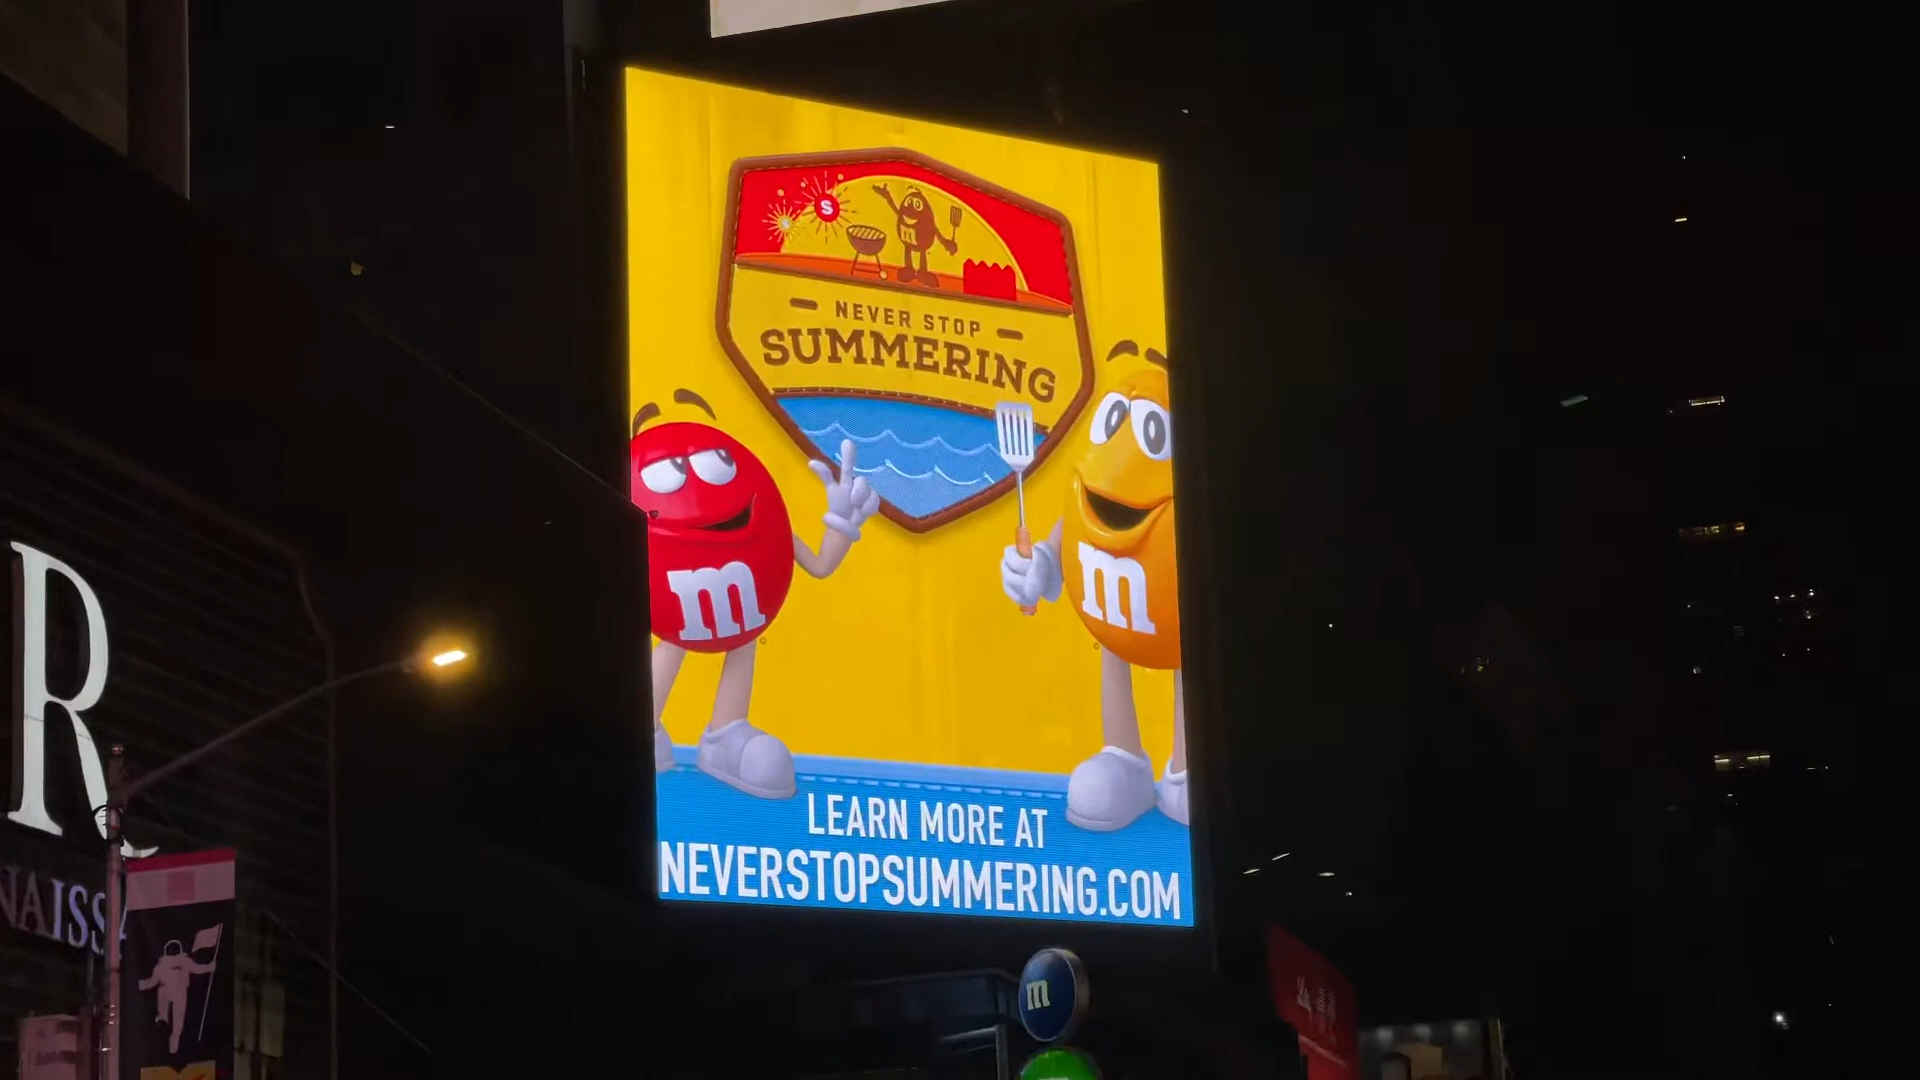 S
m
NEVER STOP
SUMMERING
m
m
LEARN MORE AT
NEVERSTOPSUMMERING.COM
R
NAISS
m